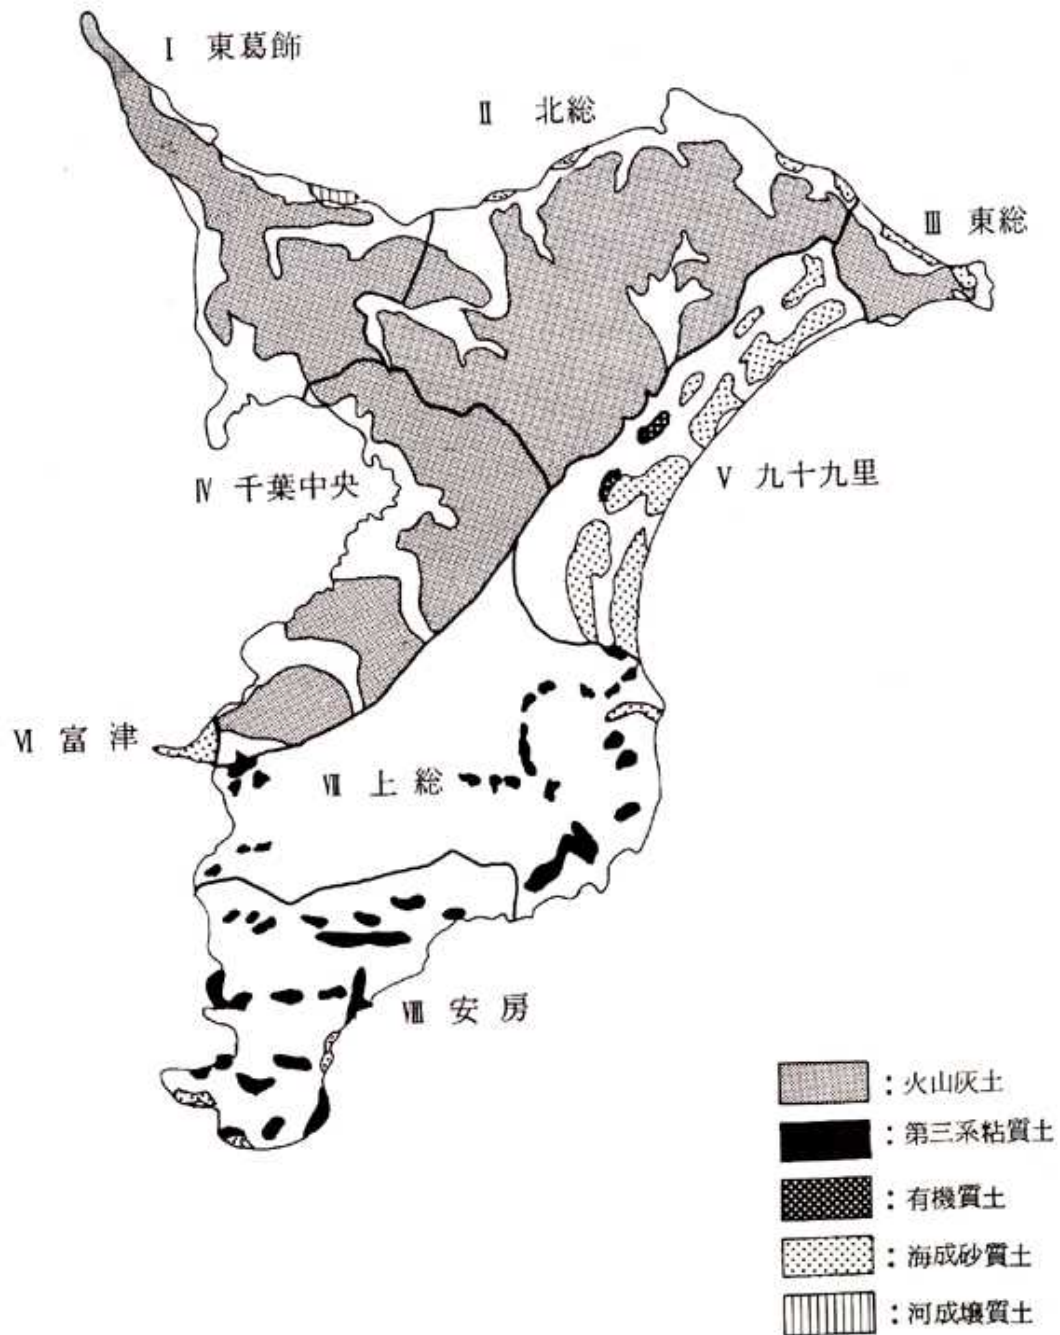 Ⅰ 東葛飾
Ⅱ 北総
Ⅲ 東総
Ⅳ 千葉中央
Ⅴ 九十九里
Ⅵ 富津
Ⅶ 上総
Ⅷ 安房
：火山灰土
：第三系粘質土
：有機質土
：海成砂質土
：河成壌質土